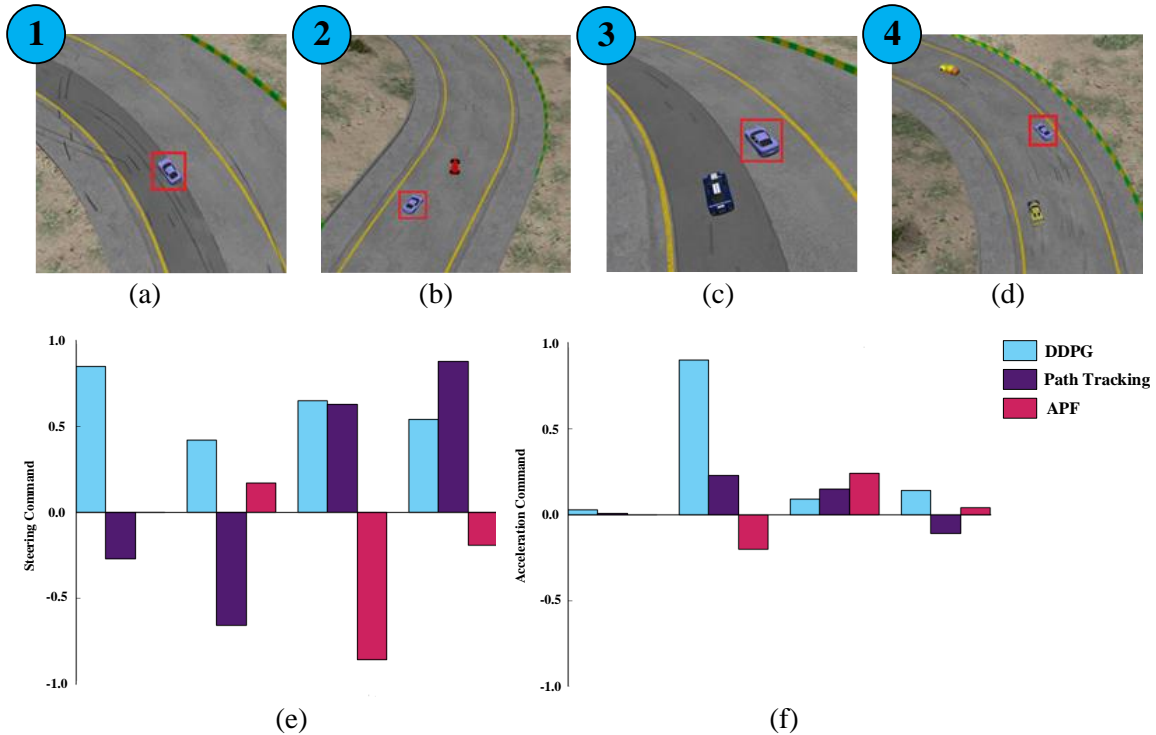 1 2 3 4
(a) (b) (c) (d)
Steering Command
1.0
0.5
0.0
-0.5
-1.0
(e)
Acceleration Command
1.0
0.5
0.0
-0.5
-1.0
(f)
DDPG
Path Tracking
APF